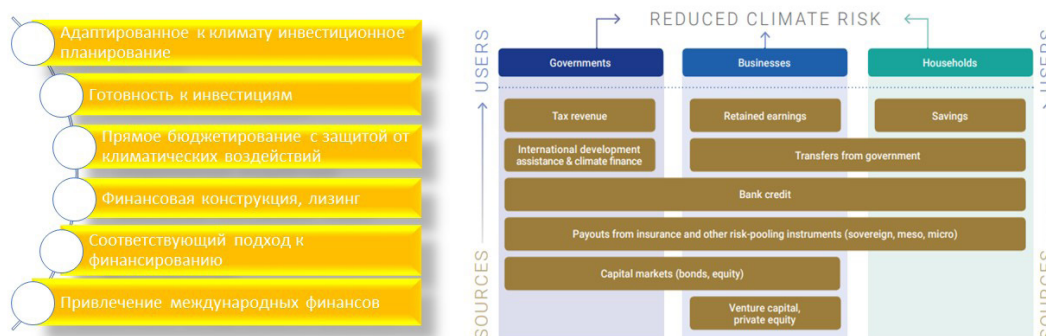 Адаптированное к климату инвестиционное
планирование
Готовность к инвестициям
Прямое бюджетирование с защитой от
климатических воздействий
Финансовая конструкция, лизинг
Соответствующий подход к
финансированию
Привлечение международных финансов
REDUCED CLIMATE RISK
USERS
SOURCES
Governments
Businesses
Households
Tax revenue
Retained earnings
Savings
International development
assistance & climate finance
Transfers from government
Bank credit
Payouts from insurance and other risk-pooling instruments (sovereign, meso, micro)
Capital markets (bonds, equity)
Venture capital,
private equity
USERS
SOURCES